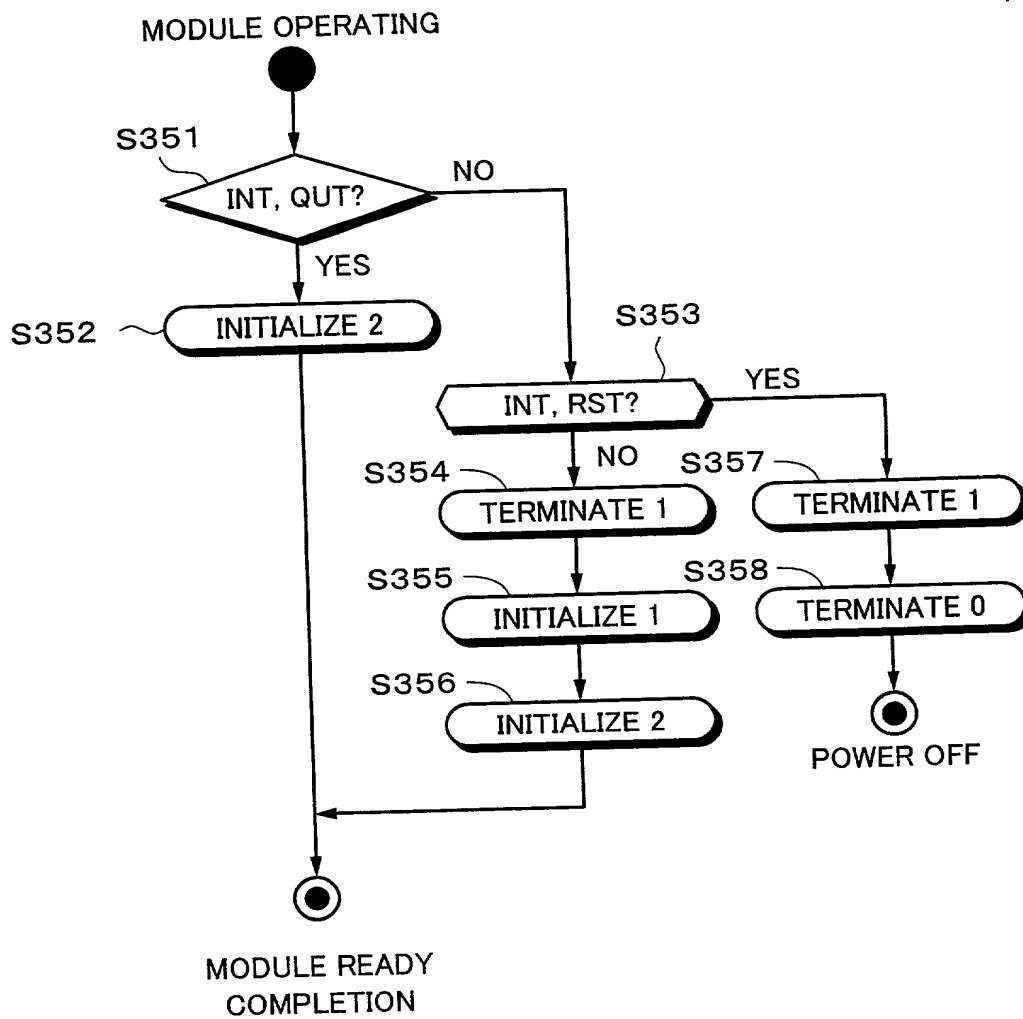 MODULE OPERATING
S351
INT, QUT?
NO
YES
S352
INITIALIZE 2
S353
INT, RST?
YES
NO
S354
TERMINATE 1
S357
TERMINATE 1
S355
INITIALIZE 1
S358
TERMINATE 0
S356
INITIALIZE 2
POWER OFF
MODULE READY
COMPLETION